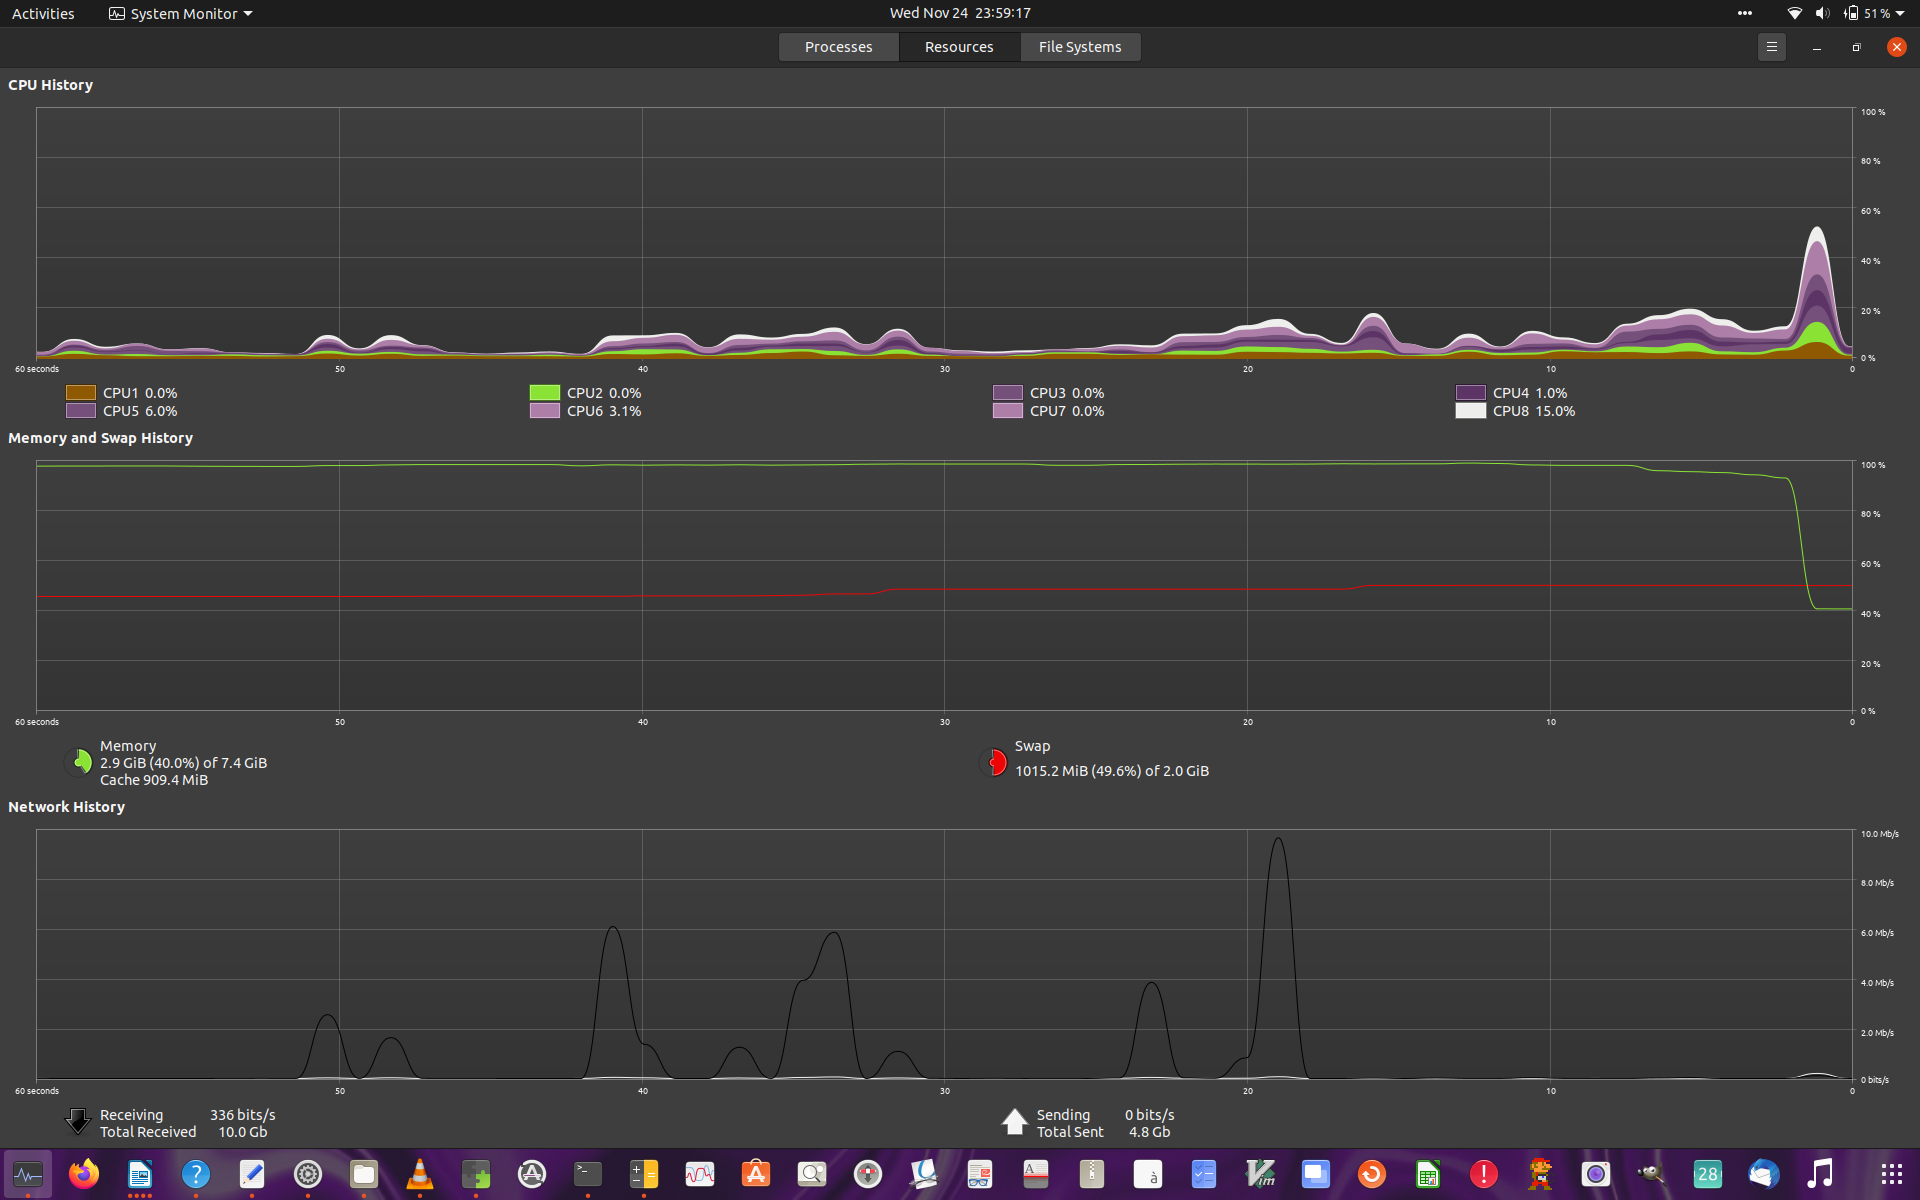 Activities System Monitor Wed Nov 24 23:59:17 51 %
Processes Resources File Systems
CPU History
100 %
80 %
60 %
40 %
20 %
0 %
60 seconds 50 40 30 20 10 0
CPU1 0.0% CPU2 0.0% CPU3 0.0% CPU4 1.0%
CPU5 6.0% CPU6 3.1% CPU7 0.0% CPU8 15.0%
Memory and Swap History
100 %
80 %
60 %
40 %
20 %
0 %
60 seconds 50 40 30 20 10 0
Memory
2.9 GiB (40.0%) of 7.4 GiB
Cache 909.4 MiB
Swap
1015.2 MiB (49.6%) of 2.0 GiB
Network History
10.0 Mb/s
8.0 Mb/s
6.0 Mb/s
4.0 Mb/s
2.0 Mb/s
0 bits/s
60 seconds 50 40 30 20 10 0
Receiving 336 bits/s
Total Received 10.0 Gb
Sending 0 bits/s
Total Sent 4.8 Gb
? >_ A A à Vim ! 28